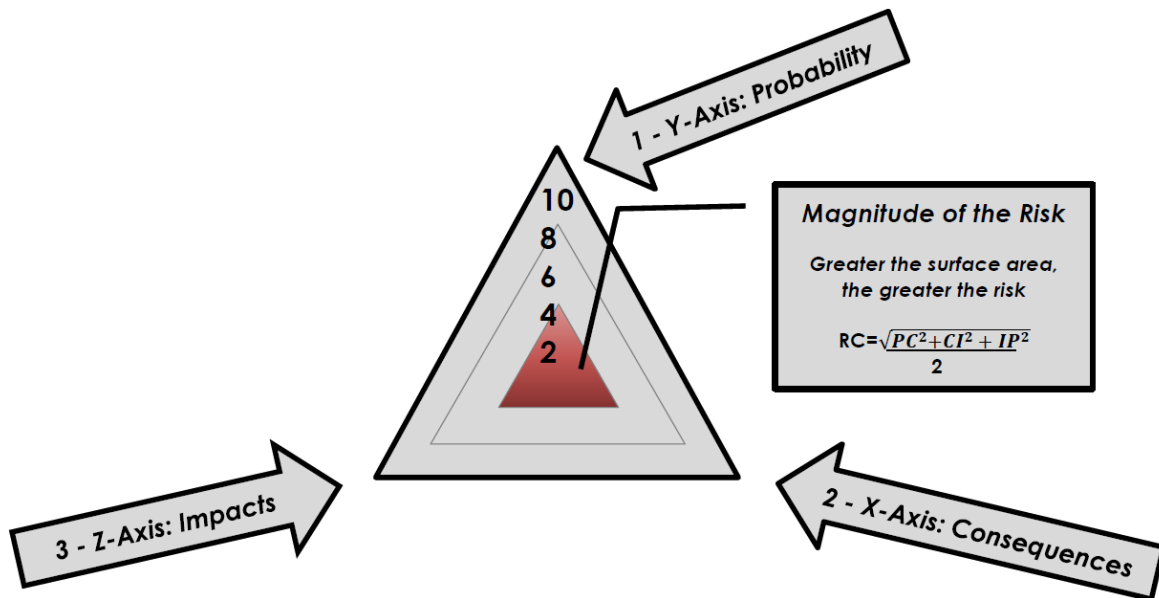 1 - Y-Axis: Probability
10
8
6
4
2
Magnitude of the Risk
Greater the surface area,
the greater the risk
RC=√PC²+CI² + IP²
2
3 - Z-Axis: Impacts
2 - X-Axis: Consequences